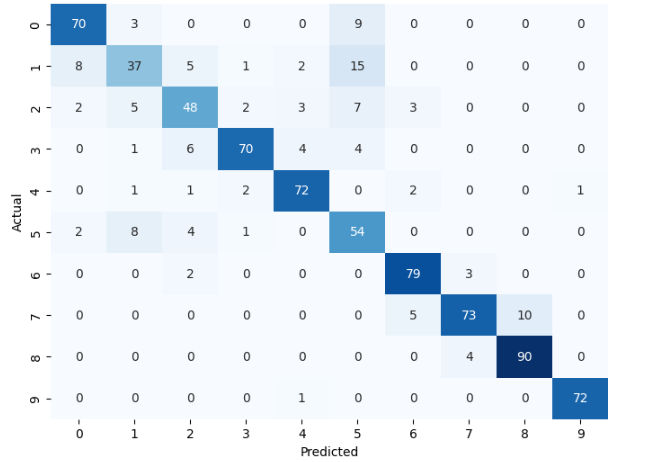 0 70 3 0 0 0 9 0 0 0 0
1 8 37 5 1 2 15 0 0 0 0
2 2 5 48 2 3 7 3 0 0 0
3 0 1 6 70 4 4 0 0 0 0
4 0 1 1 2 72 0 2 0 0 1
5 2 8 4 1 0 54 0 0 0 0
6 0 0 2 0 0 0 79 3 0 0
7 0 0 0 0 0 0 5 73 10 0
8 0 0 0 0 0 0 0 4 90 0
9 0 0 0 0 1 0 0 0 0 72
0 1 2 3 4 5 6 7 8 9
Actual
Predicted